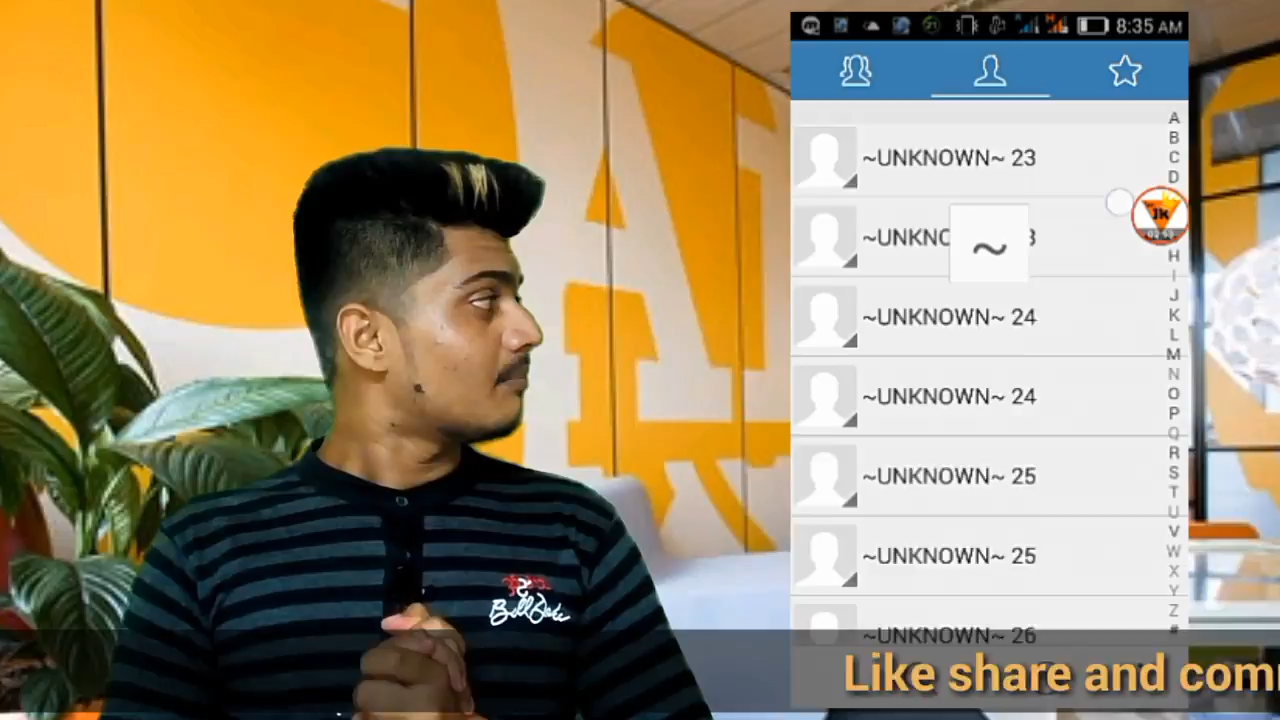 8:35 AM
~UNKNOWN~ 23
~UNKNO
~
3
~UNKNOWN~ 24
~UNKNOWN~ 24
~UNKNOWN~ 25
~UNKNOWN~ 25
~UNKNOWN~ 26
A
B
C
D
H
I
J
K
L
M
N
O
P
Q
R
S
T
U
V
W
X
Y
Z
#
Jk
Like share and com